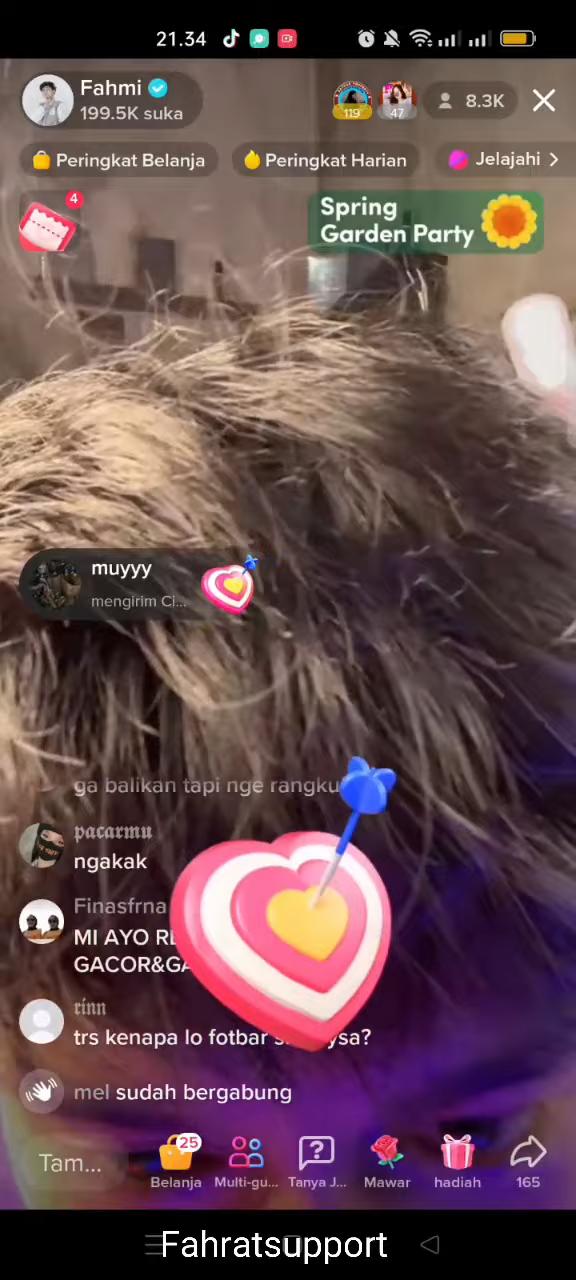 21.34
Fahmi
199.5K suka
119
47
8.3K
Peringkat Belanja
Peringkat Harian
Jelajahi >
4
Spring
Garden Party
muyyy
mengirim Ci...
ga balikan tapi nge rangku
𝖕𝖆𝖈𝖆𝖗𝖒𝖚
ngakak
Finasfrna
MI AYO
GACOR&G
𝖗𝖎𝖓𝖓
trs kenapa lo fotbar
mel sudah bergabung
Tam...
25
Belanja
Multi-gu...
Tanya J...
Mawar
hadiah
165
Fahratsupport